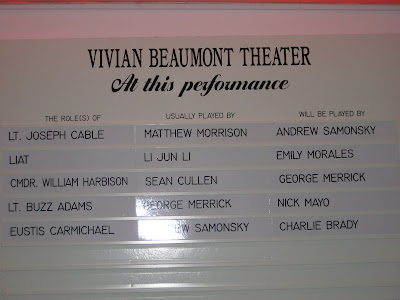 VIVIAN BEAUMONT THEATER
At this performance
THE ROLE(S) OF USUALLY PLAYED BY WILL BE PLAYED BY
LT. JOSEPH CABLE MATTHEW MORRISON ANDREW SAMONSKY
LIAT LI JUN LI EMILY MORALES
CMDR. WILLIAM HARBISON SEAN CULLEN GEORGE MERRICK
LT. BUZZ ADAMS GEORGE MERRICK NICK MAYO
EUSTIS CARMICHAEL SAMONSKY CHARLIE BRADY